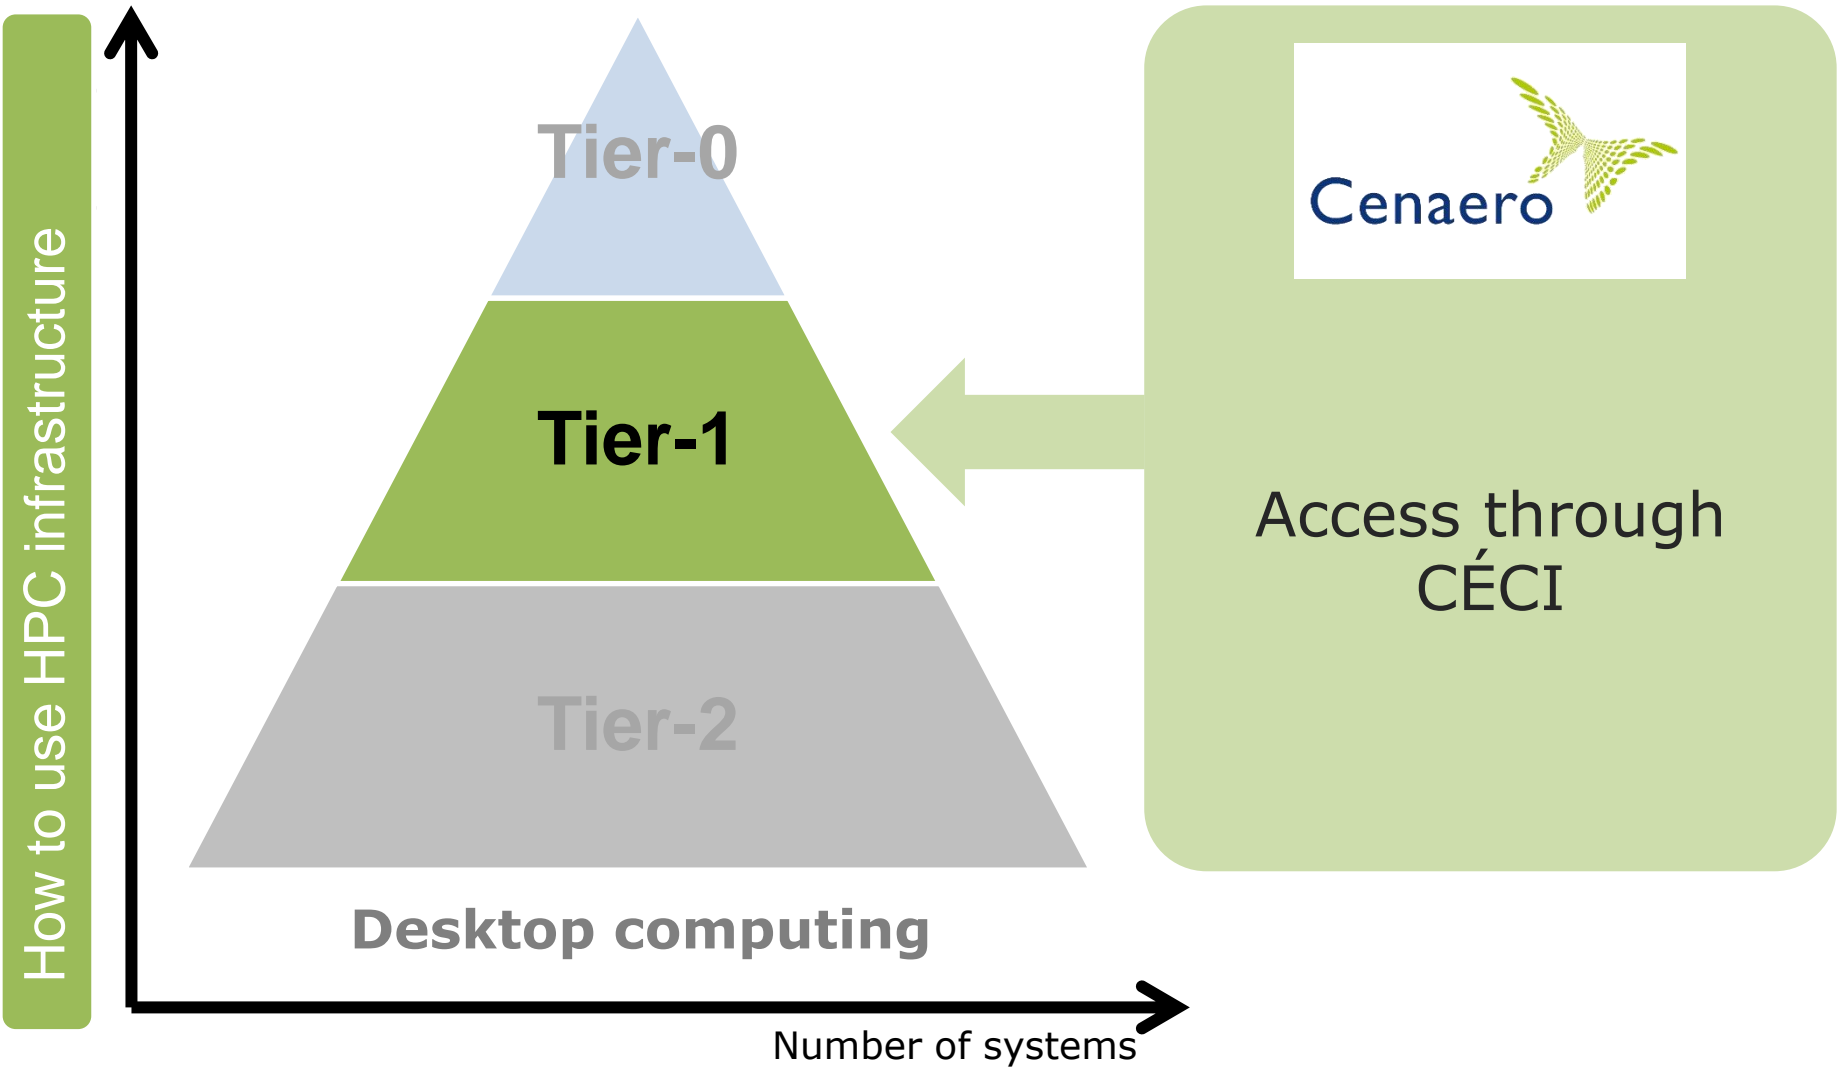 How to use HPC infrastructure
Tier-0
Tier-1
Tier-2
Desktop computing
Number of systems
Cenaero
Access through
CÉCI